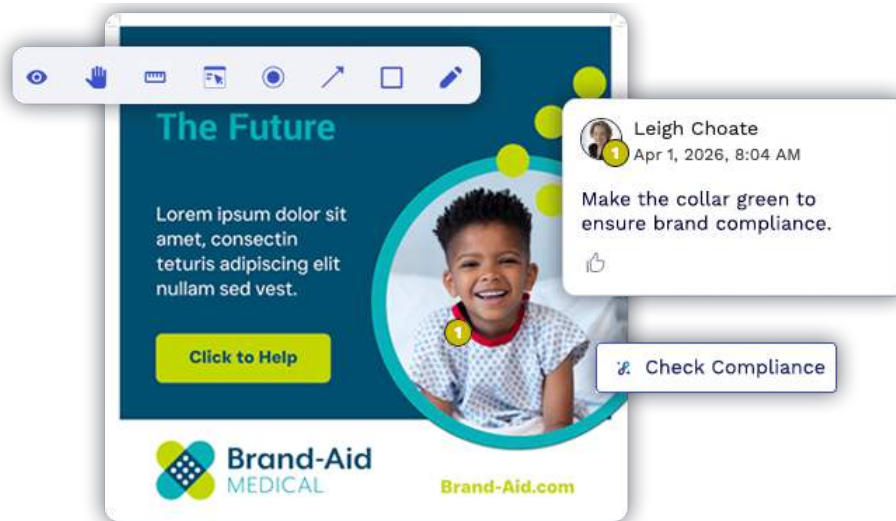 The Future
Lorem ipsum dolor sit
amet, consectin
teturis adipiscing elit
nullam sed vest.
Click to Help
1
Brand-Aid
MEDICAL
Brand-Aid.com
Leigh Choate
1
Apr 1, 2026, 8:04 AM
Make the collar green to
ensure brand compliance.
Check Compliance